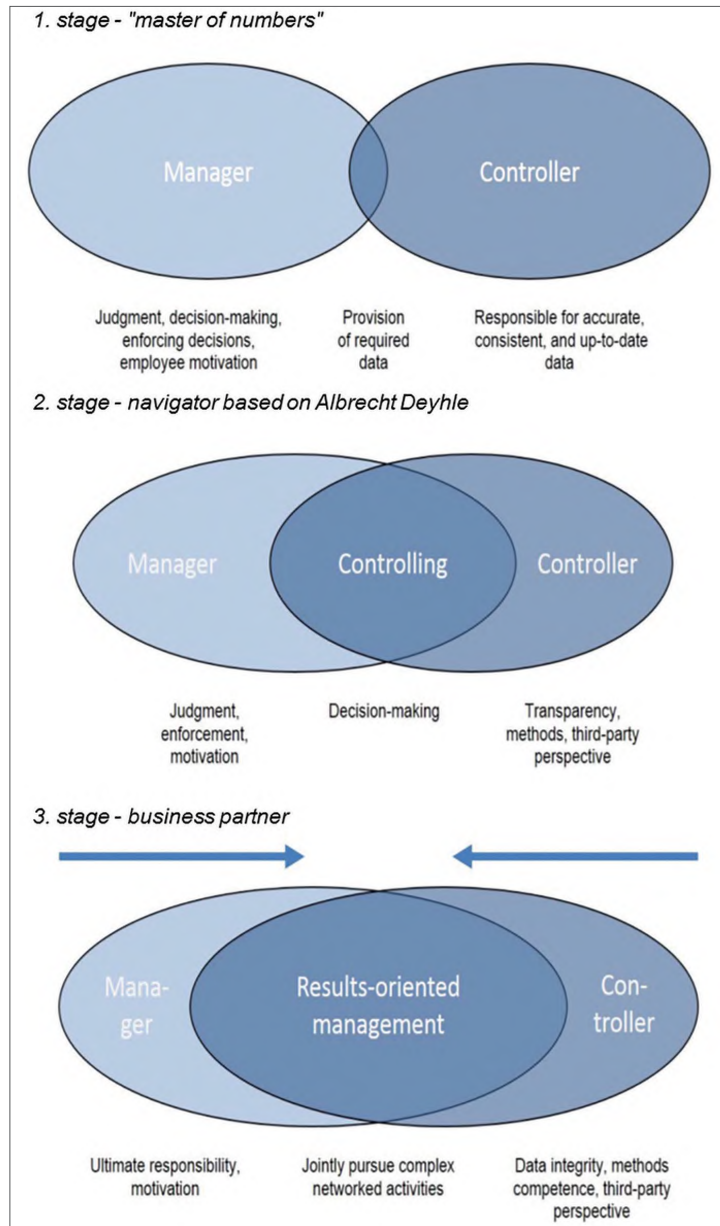 1. stage - "master of numbers"
Manager
Controller
Judgment, decision-making,
enforcing decisions,
employee motivation
Provision
of required
data
Responsible for accurate,
consistent, and up-to-date
data
2. stage - navigator based on Albrecht Deyhle
Manager
Controlling
Controller
Judgment,
enforcement,
motivation
Decision-making
Transparency,
methods, third-party
perspective
3. stage - business partner
Mana-
ger
Results-oriented
management
Con-
troller
Ultimate responsibility,
motivation
Jointly pursue complex
networked activities
Data integrity, methods
competence, third-party
perspective